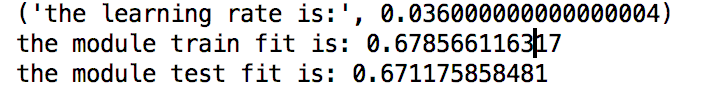 ('the learning rate is:', 0.036000000000000004)
the module train fit is: 0.678566116317
the module test fit is: 0.671175858481